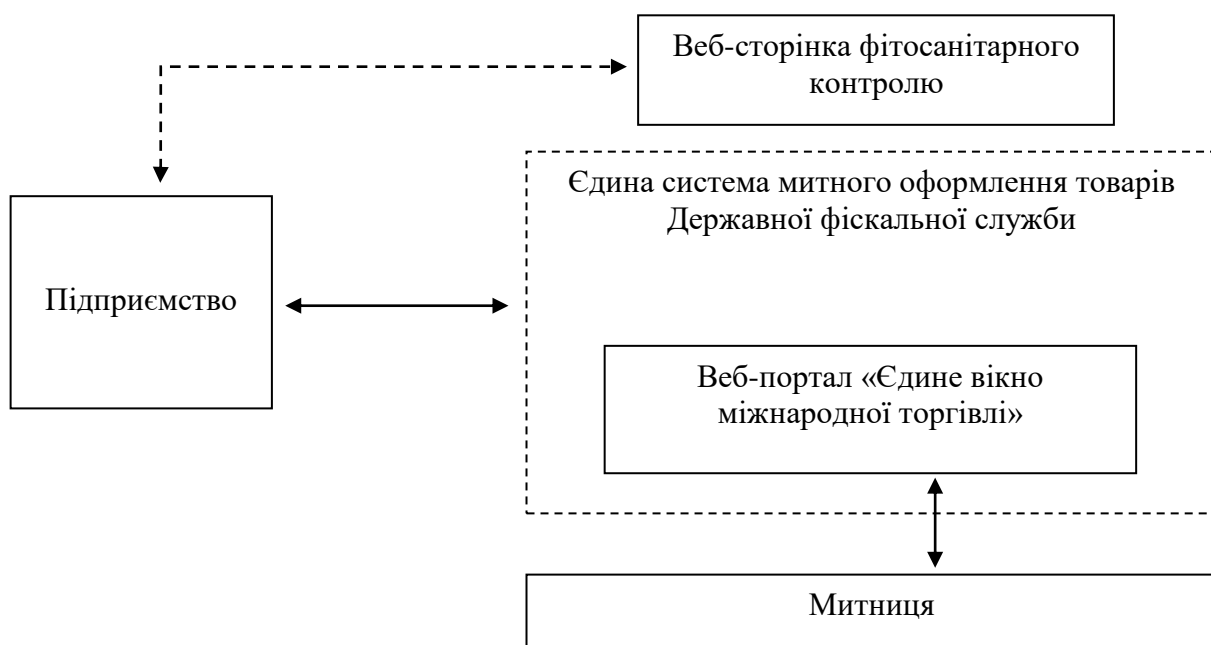 Веб-сторінка фітосанітарного
контролю
Єдина система митного оформлення товарів
Державної фіскальної служби
Підприємство
Веб-портал «Єдине вікно
міжнародної торгівлі»
Митниця